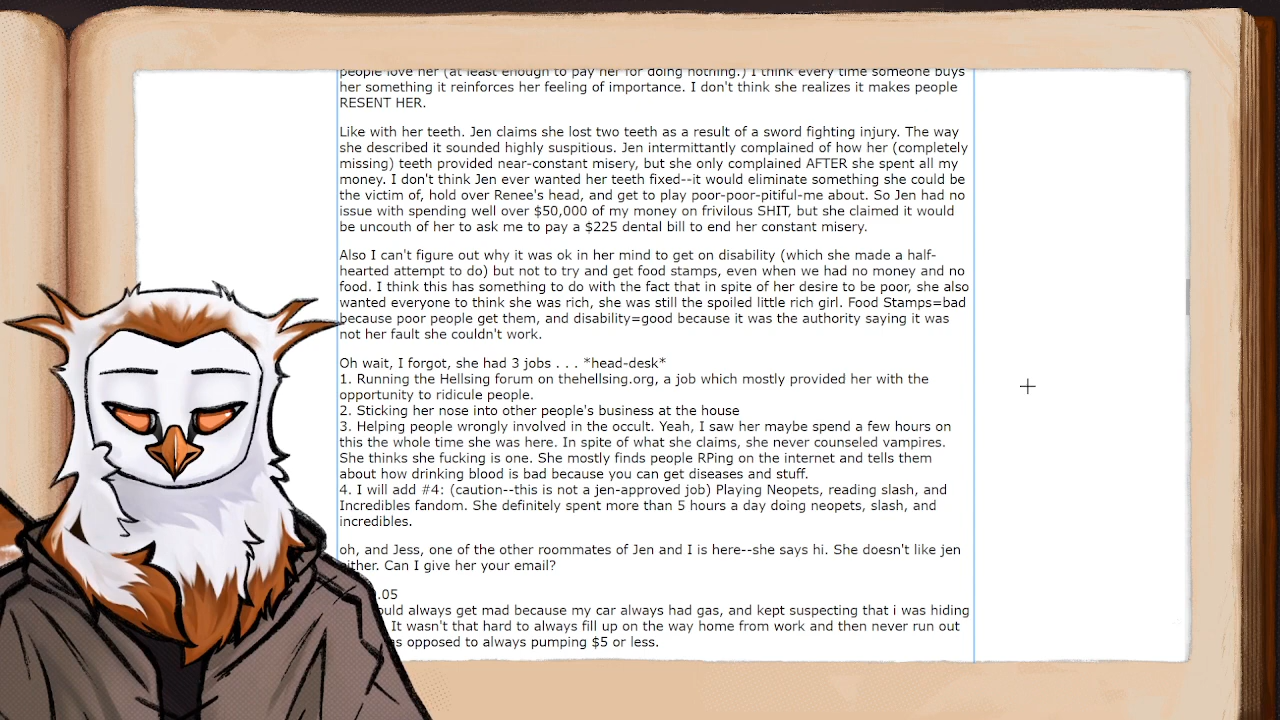 people love her (at least enough to pay her for doing nothing.) I think every time someone buys
her something it reinforces her feeling of importance. I don't think she realizes it makes people
RESENT HER.
Like with her teeth. Jen claims she lost two teeth as a result of a sword fighting injury. The way
she described it sounded highly suspitious. Jen intermittantly complained of how her (completely
missing) teeth provided near-constant misery, but she only complained AFTER she spent all my
money. I don't think Jen ever wanted her teeth fixed--it would eliminate something she could be
the victim of, hold over Renee's head, and get to play poor-poor-pitiful-me about. So Jen had no
issue with spending well over $50,000 of my money on frivilous SHIT, but she claimed it would
be uncouth of her to ask me to pay a $225 dental bill to end her constant misery.
Also I can't figure out why it was ok in her mind to get on disability (which she made a half-
hearted attempt to do) but not to try and get food stamps, even when we had no money and no
food. I think this has something to do with the fact that in spite of her desire to be poor, she also
wanted everyone to think she was rich, she was still the spoiled little rich girl. Food Stamps=bad
because poor people get them, and disability=good because it was the authority saying it was
not her fault she couldn't work.
Oh wait, I forgot, she had 3 jobs . . . *head-desk*
1. Running the Hellsing forum on thehellsing.org, a job which mostly provided her with the
opportunity to ridicule people.
2. Sticking her nose into other people's business at the house
3. Helping people wrongly involved in the occult. Yeah, I saw her maybe spend a few hours on
this the whole time she was here. In spite of what she claims, she never counseled vampires.
She thinks she fucking is one. She mostly finds people RPing on the internet and tells them
about how drinking blood is bad because you can get diseases and stuff.
4. I will add #4: (caution--this is not a jen-approved job) Playing Neopets, reading slash, and
Incredibles fandom. She definitely spent more than 5 hours a day doing neopets, slash, and
incredibles.
oh, and Jess, one of the other roommates of Jen and I is here--she says hi. She doesn't like jen
either. Can I give her your email?
.05
would always get mad because my car always had gas, and kept suspecting that i was hiding
It wasn't that hard to always fill up on the way home from work and then never run out
as opposed to always pumping $5 or less.